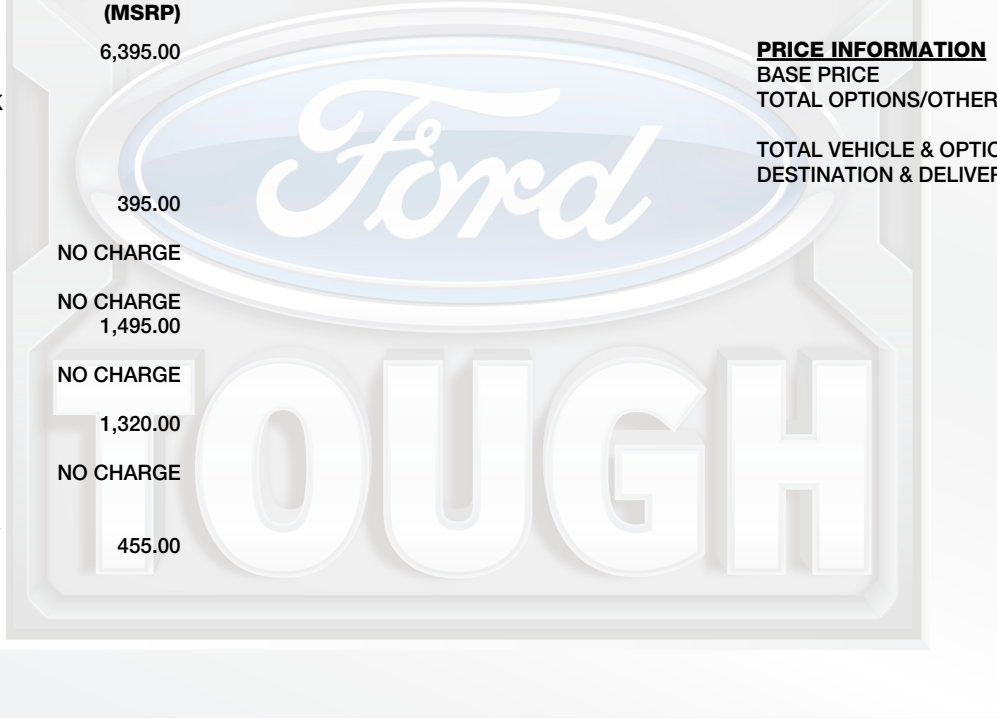 (MSRP)
6,395.00
K
395.00
NO CHARGE
NO CHARGE
1,495.00
NO CHARGE
1,320.00
NO CHARGE
455.00
PRICE INFORMATION
BASE PRICE
TOTAL OPTIONS/OTHER
TOTAL VEHICLE & OPTIO
DESTINATION & DELIVER
Ford
TOUGH